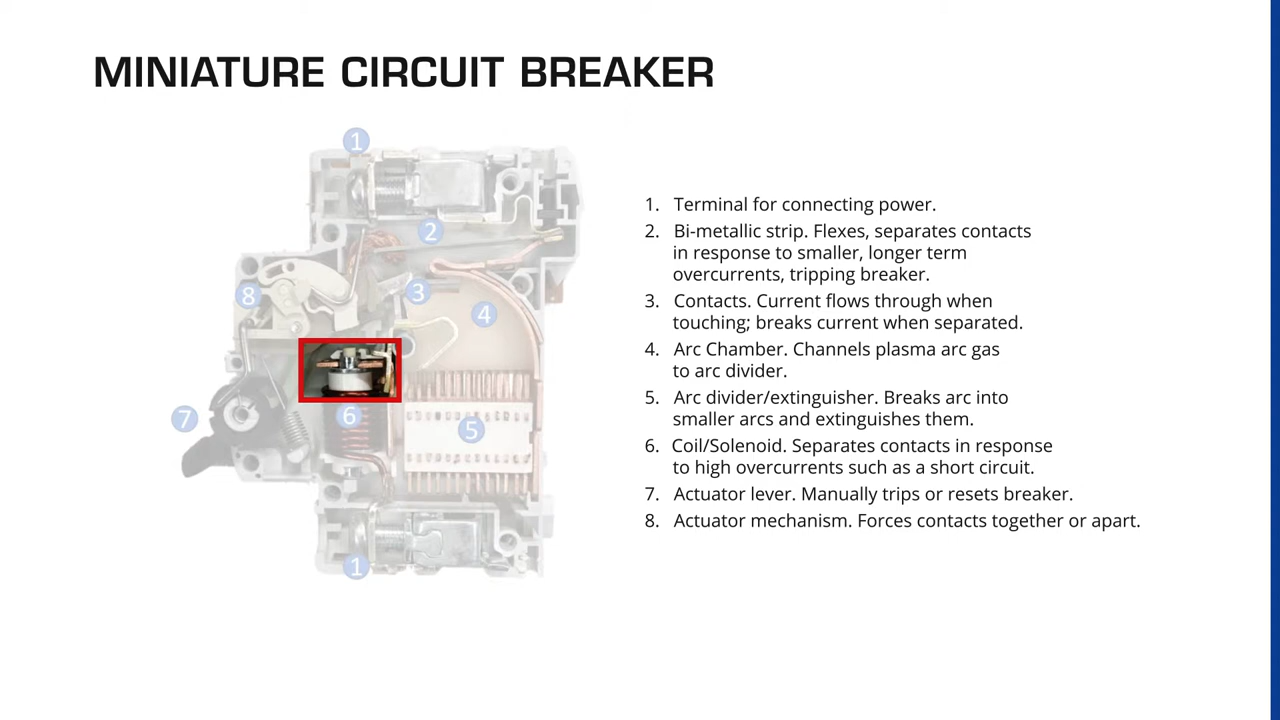 MINIATURE CIRCUIT BREAKER
1
2
3
4
5
6
7
8
1
1. Terminal for connecting power.
2. Bi-metallic strip. Flexes, separates contacts
in response to smaller, longer term
overcurrents, tripping breaker.
3. Contacts. Current flows through when
touching; breaks current when separated.
4. Arc Chamber. Channels plasma arc gas
to arc divider.
5. Arc divider/extinguisher. Breaks arc into
smaller arcs and extinguishes them.
6. Coil/Solenoid. Separates contacts in response
to high overcurrents such as a short circuit.
7. Actuator lever. Manually trips or resets breaker.
8. Actuator mechanism. Forces contacts together or apart.